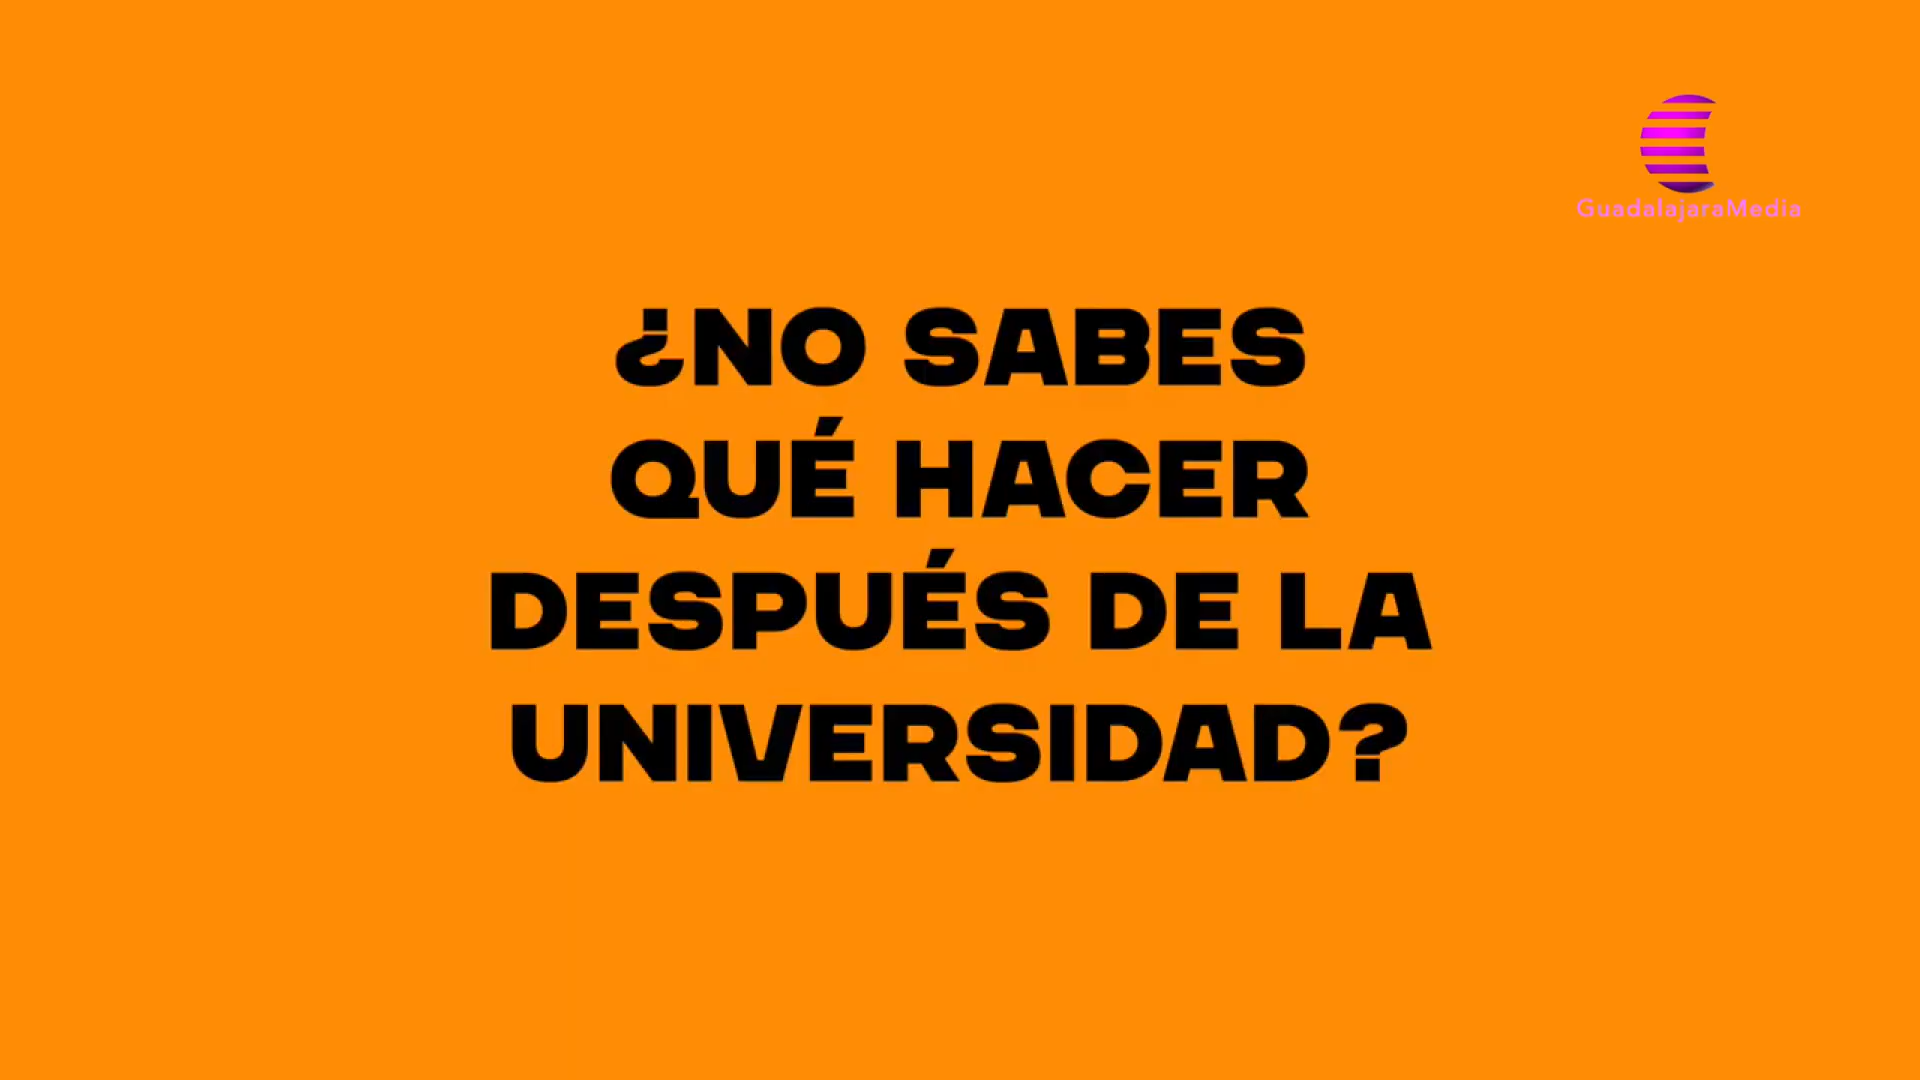 GuadalajaraMedia
¿NO SABES
QUÉ HACER
DESPUÉS DE LA
UNIVERSIDAD?